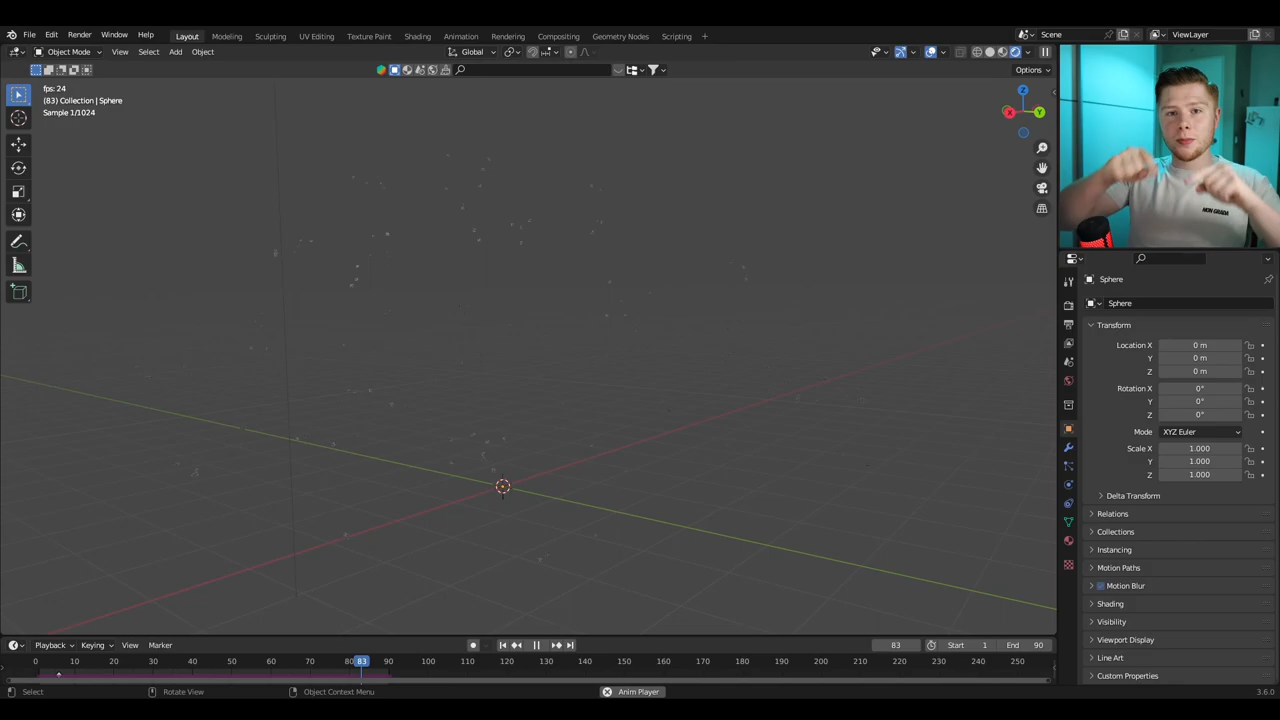 File Edit Render Window Help Layout Modeling Sculpting UV Editing Texture Paint Shading Animation Rendering Compositing Geometry Nodes Scripting + Scene ViewLayer
Object Mode View Select Add Object Global
Options
fps: 24
(83) Collection | Sphere
Sample 1/1024
Z
X Y
NON GRADA
Sphere
Sphere
Transform
Location X 0 m
Y 0 m
Z 0 m
Rotation X 0°
Y 0°
Z 0°
Mode XYZ Euler
Scale X 1.000
Y 1.000
Z 1.000
Delta Transform
Relations
Collections
Instancing
Motion Paths
Motion Blur
Shading
Visibility
Viewport Display
Line Art
Custom Properties
Playback Keying View Marker 83 Start 1 End 90
0 10 20 30 40 50 60 70 80 83 90 100 110 120 130 140 150 160 170 180 190 200 210 220 230 240 250
Select Rotate View Object Context Menu Anim Player 3.6.0